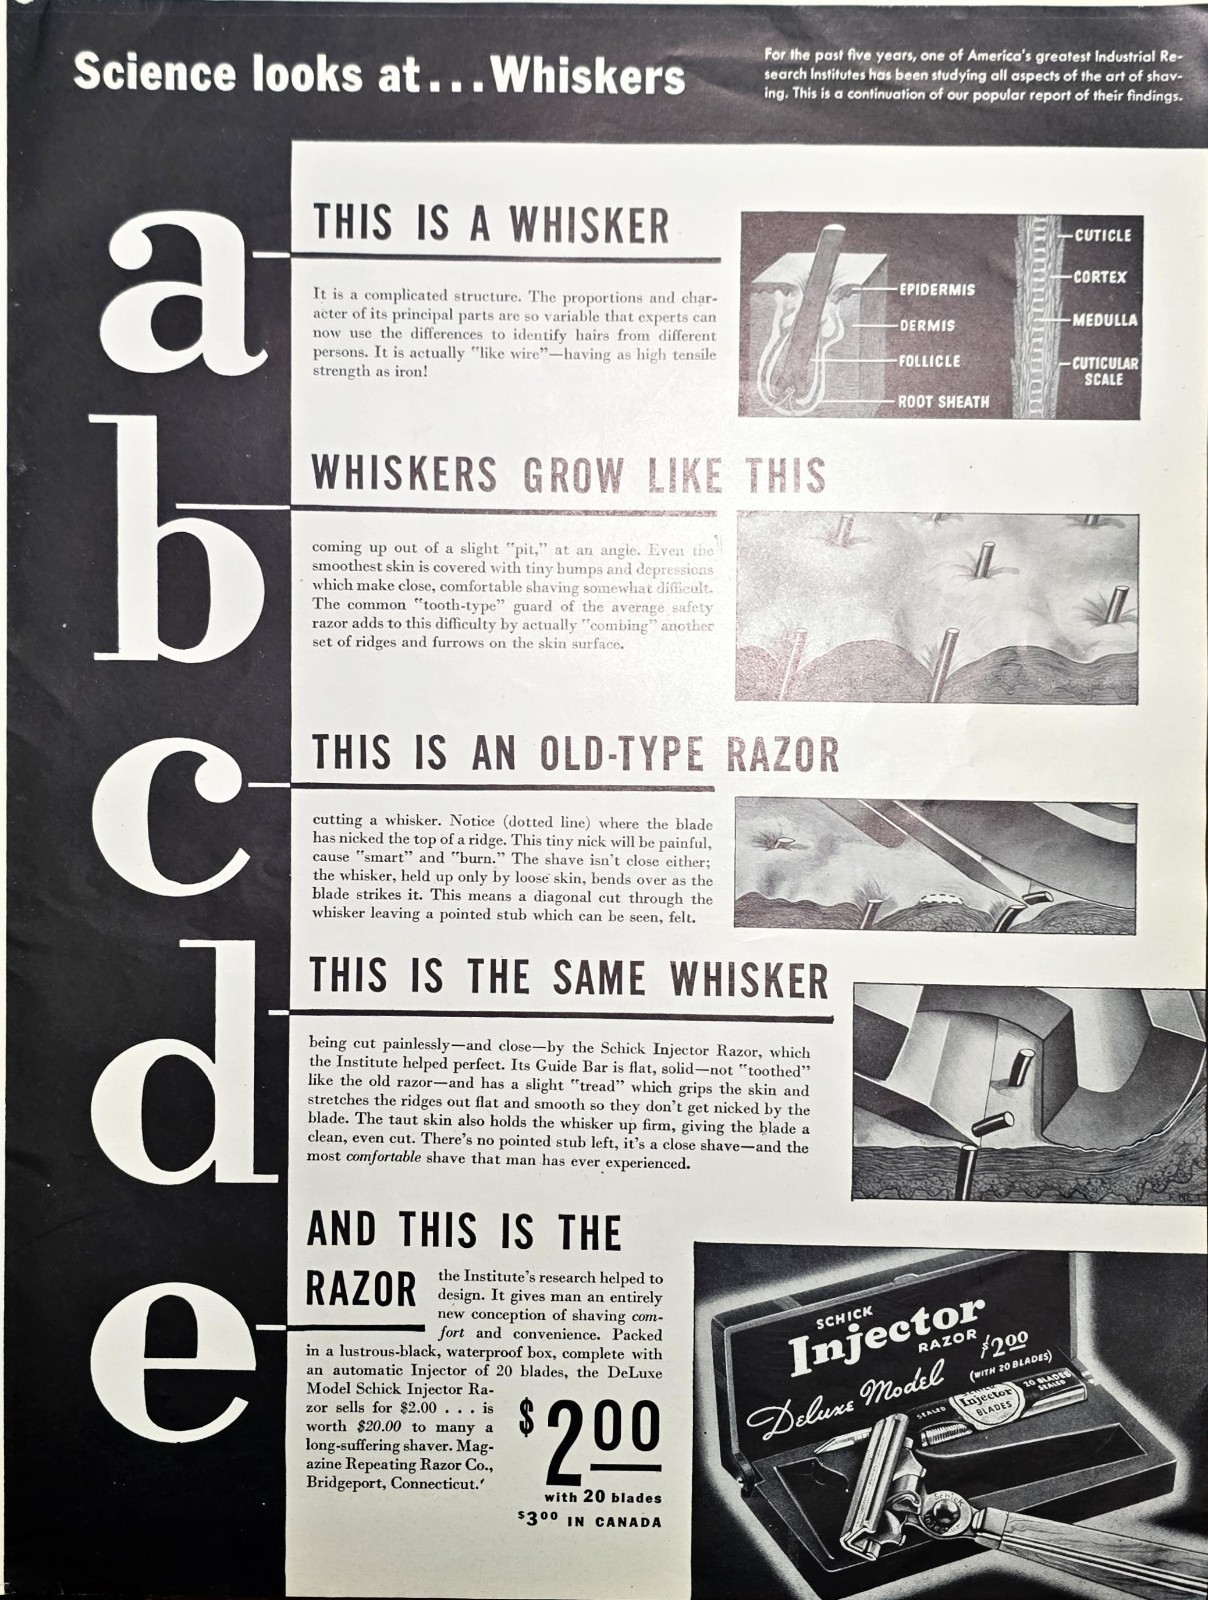 Science looks at...Whiskers
For the past five years, one of America's greatest Industrial Re-
search Institutes has been studying all aspects of the art of shav-
ing. This is a continuation of our popular report of their findings.
a
THIS IS A WHISKER
It is a complicated structure. The proportions and char-
acter of its principal parts are so variable that experts can
now use the differences to identify hairs from different
persons. It is actually "like wire"—having as high tensile
strength as iron!
EPIDERMIS
DERMIS
FOLLICLE
ROOT SHEATH
CUTICLE
CORTEX
MEDULLA
CUTICULAR
SCALE
b
WHISKERS GROW LIKE THIS
coming up out of a slight "pit," at an angle. Even the
smoothest skin is covered with tiny humps and depressions
which make close, comfortable shaving somewhat difficult.
The common "tooth-type" guard of the average safety
razor adds to this difficulty by actually "combing" another
set of ridges and furrows on the skin surface.
c
THIS IS AN OLD-TYPE RAZOR
cutting a whisker. Notice (dotted line) where the blade
has nicked the top of a ridge. This tiny nick will be painful,
cause "smart" and "burn." The shave isn't close either;
the whisker, held up only by loose skin, bends over as the
blade strikes it. This means a diagonal cut through the
whisker leaving a pointed stub which can be seen, felt.
d
THIS IS THE SAME WHISKER
being cut painlessly—and close—by the Schick Injector Razor, which
the Institute helped perfect. Its Guide Bar is flat, solid—not "toothed"
like the old razor—and has a slight "tread" which grips the skin and
stretches the ridges out flat and smooth so they don't get nicked by the
blade. The taut skin also holds the whisker up firm, giving the blade a
clean, even cut. There's no pointed stub left, it's a close shave—and the
most comfortable shave that man has ever experienced.
e
AND THIS IS THE
RAZOR
the Institute's research helped to
design. It gives man an entirely
new conception of shaving com-
fort and convenience. Packed
in a lustrous-black, waterproof box, complete with
an automatic Injector of 20 blades, the DeLuxe
Model Schick Injector Ra-
zor sells for $2.00 . . . is
worth $20.00 to many a
long-suffering shaver. Mag-
azine Repeating Razor Co.,
Bridgeport, Connecticut.
$200
with 20 blades
$300 IN CANADA
SCHICK
Injector
RAZOR
$2.00
(WITH 20 BLADES)
Deluxe Model
SEALED
Injector
BLADES
20 BLADES
SEALED
Schick